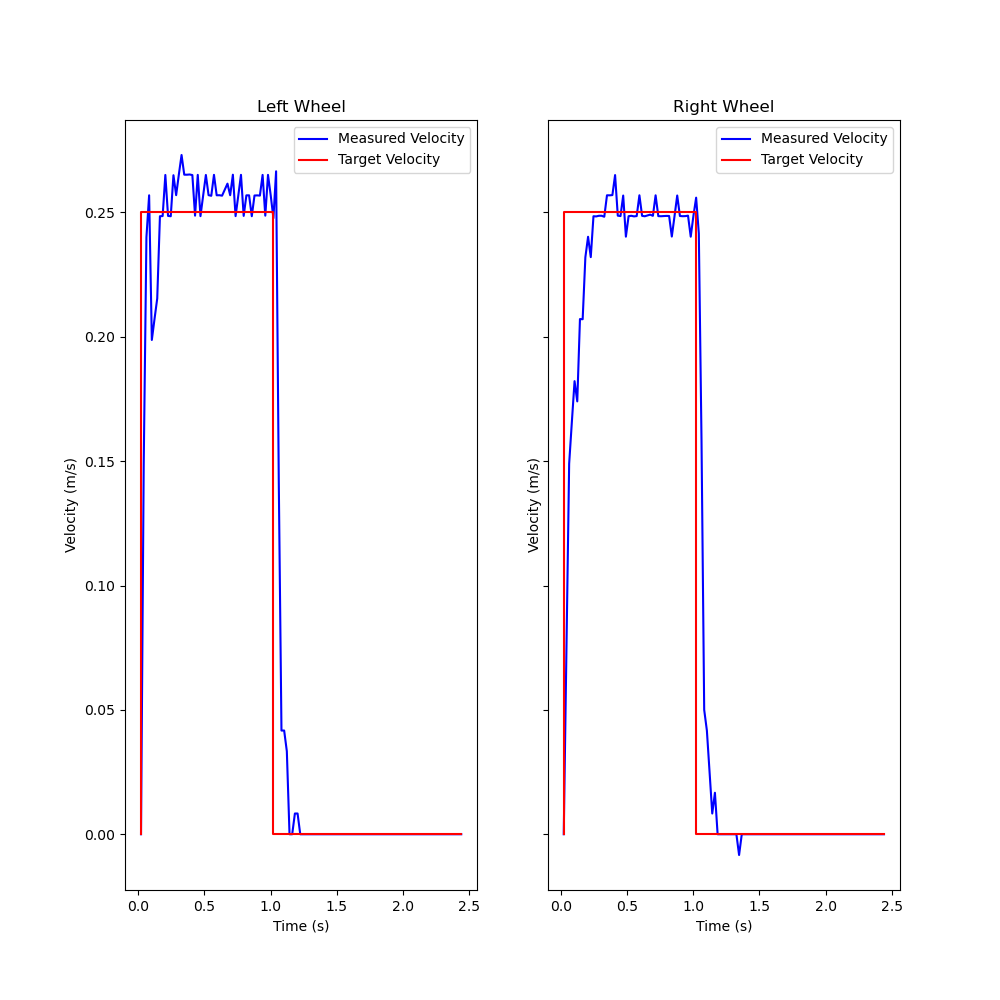 Left Wheel
Measured Velocity
Target Velocity
Velocity (m/s)
0.25
0.20
0.15
0.10
0.05
0.00
0.0 0.5 1.0 1.5 2.0 2.5
Time (s)
Right Wheel
Measured Velocity
Target Velocity
Velocity (m/s)
0.0 0.5 1.0 1.5 2.0 2.5
Time (s)